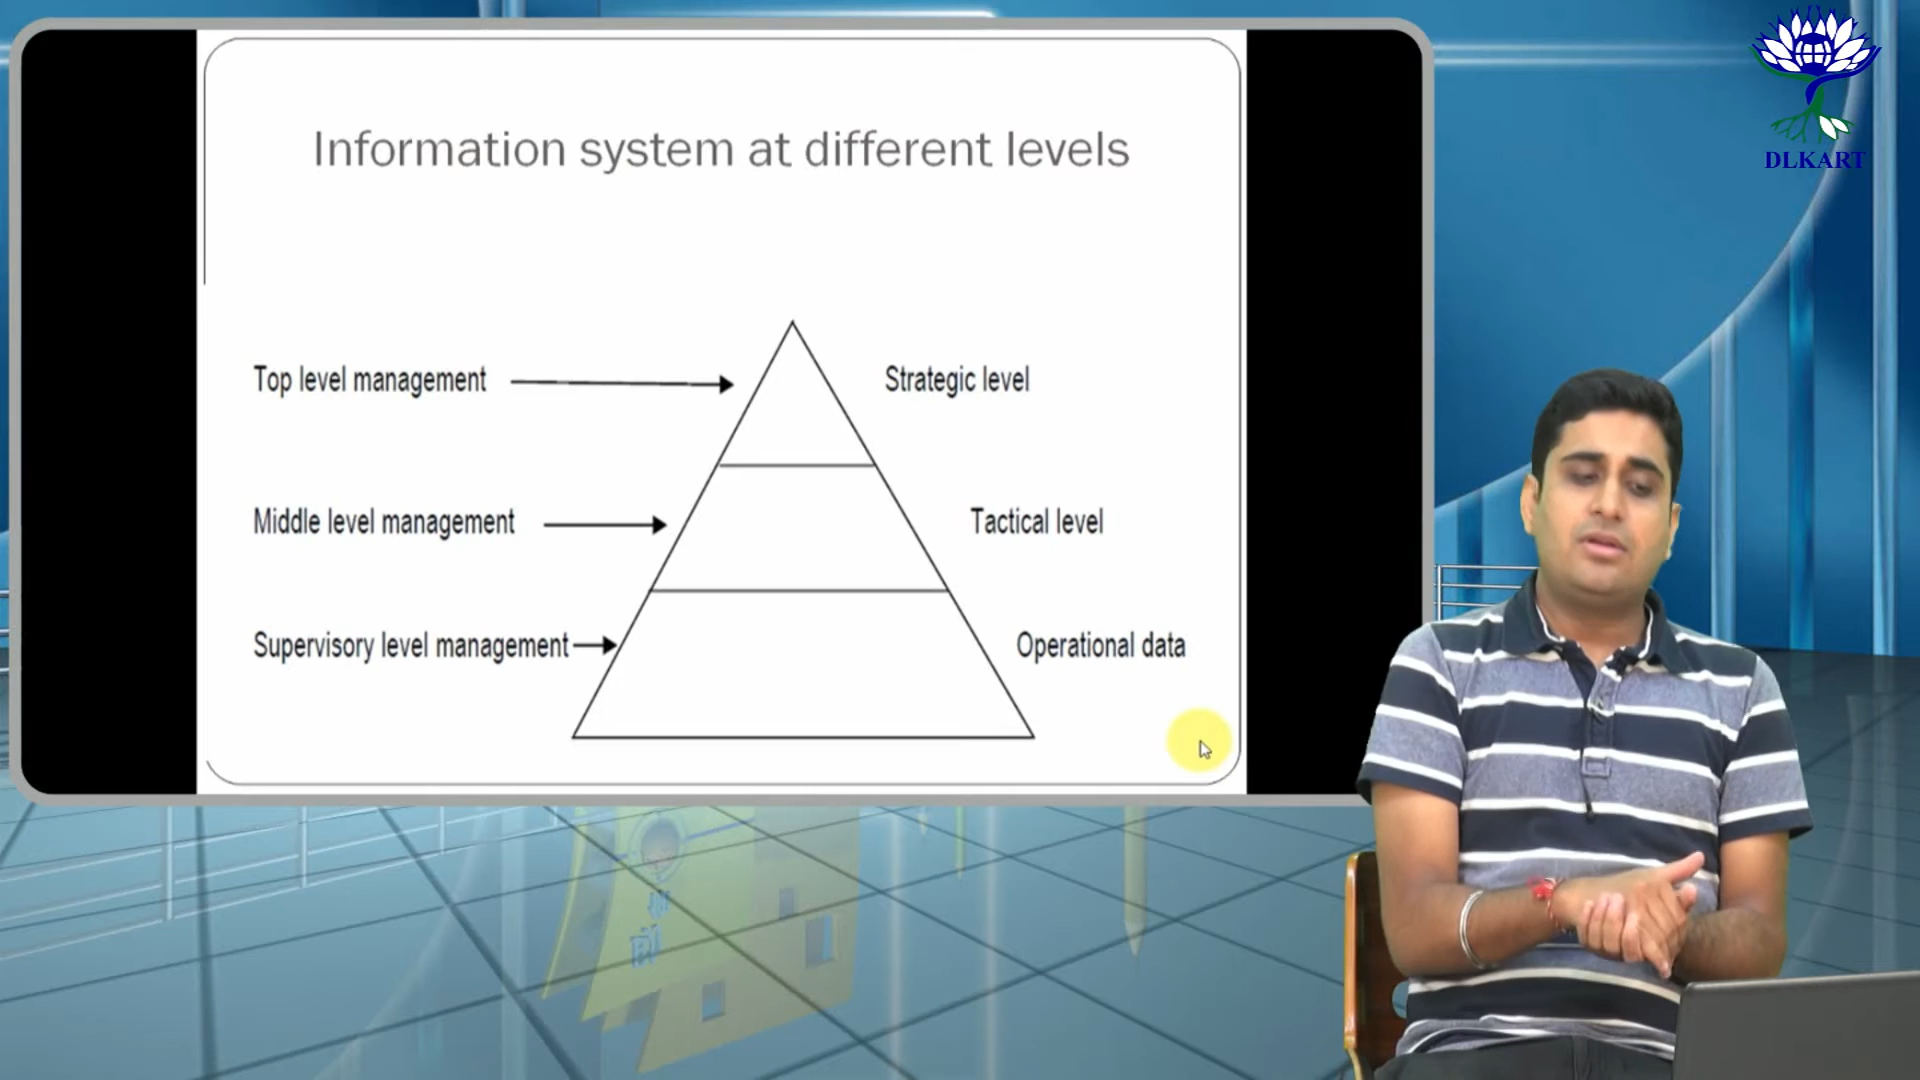 Information system at different levels
Top level management
Strategic level
Middle level management
Tactical level
Supervisory level management
Operational data
DLKART